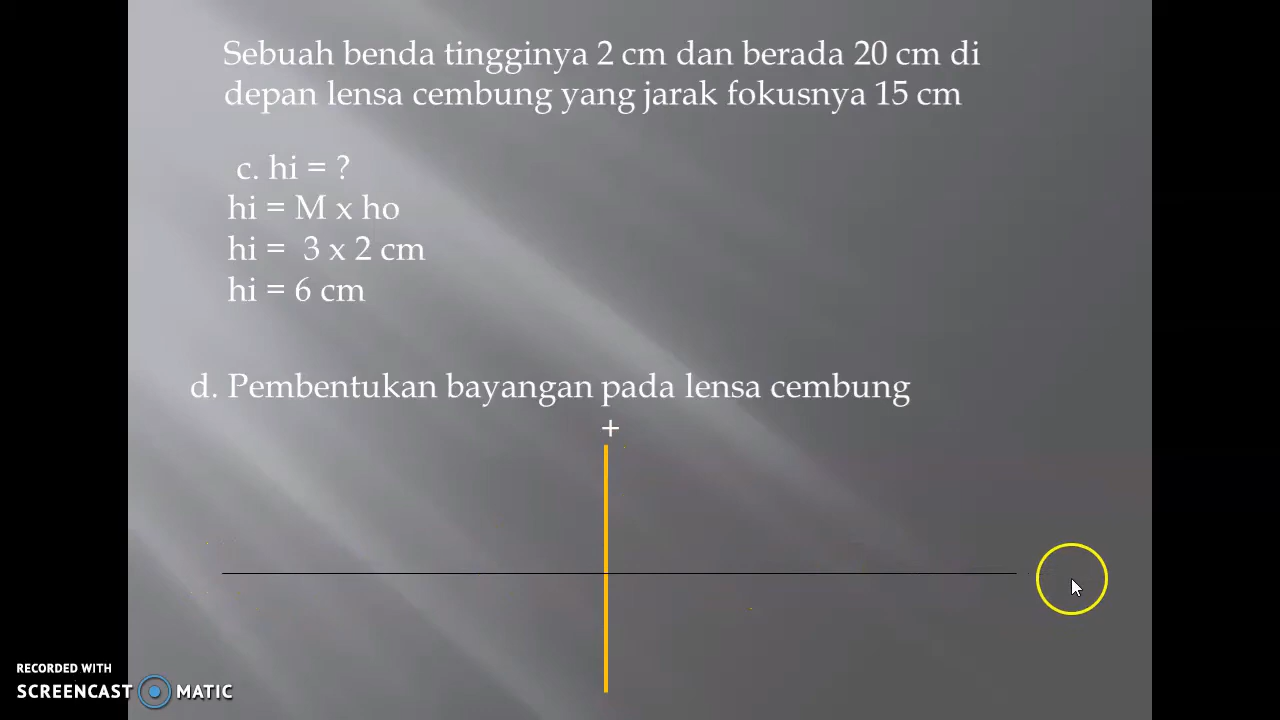 Sebuah benda tingginya 2 cm dan berada 20 cm di
depan lensa cembung yang jarak fokusnya 15 cm
c. hi = ?
hi = M x ho
hi = 3 x 2 cm
hi = 6 cm
d. Pembentukan bayangan pada lensa cembung
+
RECORDED WITH
SCREENCAST MATIC